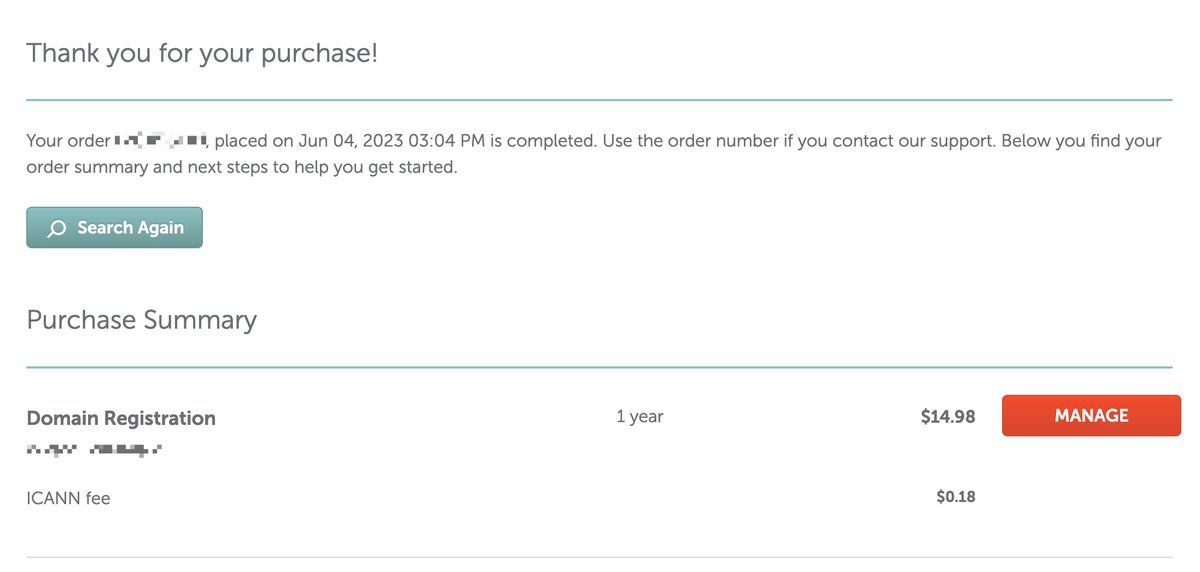 Thank you for your purchase!
Your order , placed on Jun 04, 2023 03:04 PM is completed. Use the order number if you contact our support. Below you find your
order summary and next steps to help you get started.
Search Again
Purchase Summary
Domain Registration 1 year $14.98 MANAGE
ICANN fee $0.18